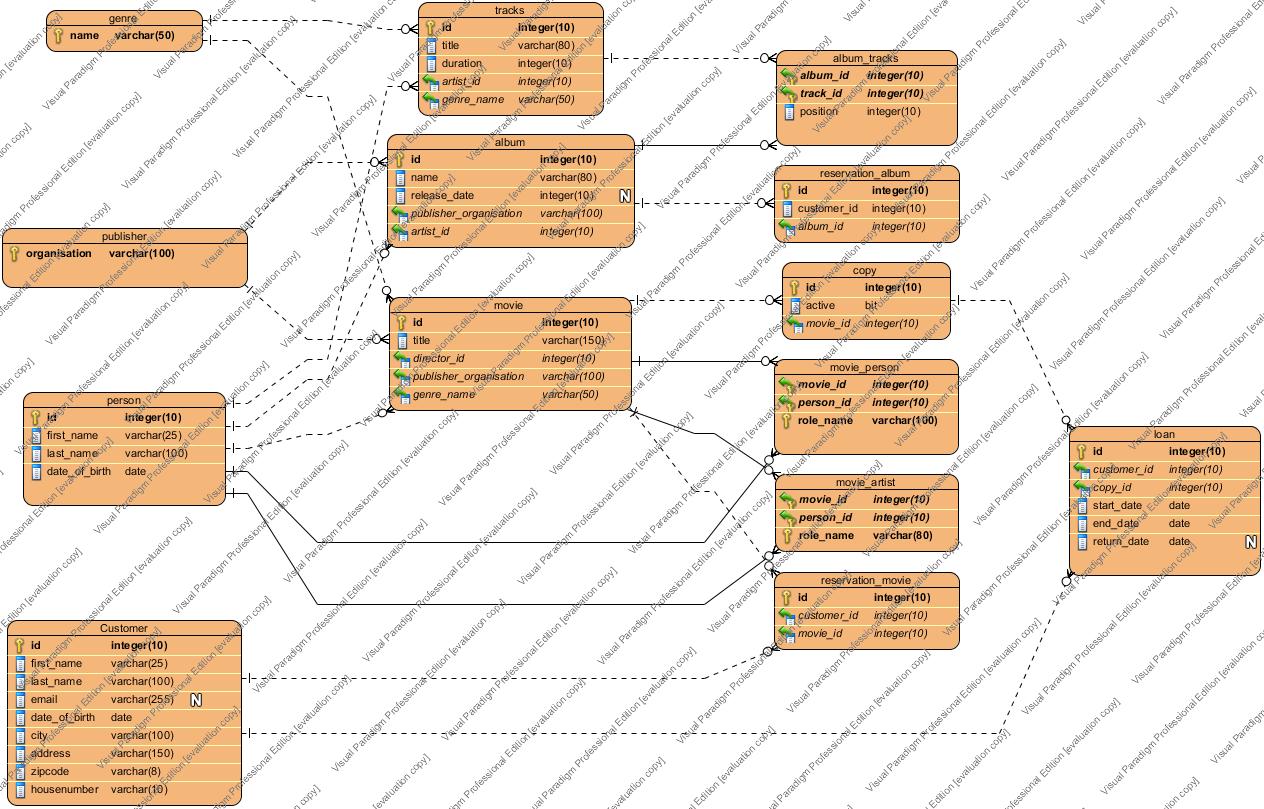 genre
name varchar(50)
tracks
id integer(10)
title varchar(80)
duration integer(10)
artist_id integer(10)
genre_name varchar(50)
album_tracks
album_id integer(10)
track_id integer(10)
position integer(10)
album
id integer(10)
name varchar(80)
release_date integer(10) N
publisher_organisation varchar(100)
artist_id integer(10)
reservation_album
id integer(10)
customer_id integer(10)
album_id integer(10)
publisher
organisation varchar(100)
copy
id integer(10)
active bit
movie_id integer(10)
movie
id integer(10)
title varchar(150)
director_id integer(10)
publisher_organisation varchar(100)
genre_name varchar(50)
movie_person
movie_id integer(10)
person_id integer(10)
role_name varchar(100)
person
id integer(10)
first_name varchar(25)
last_name varchar(100)
date_of_birth date
loan
id integer(10)
customer_id integer(10)
copy_id integer(10)
start_date date
end_date date
return_date date N
movie_artist
movie_id integer(10)
person_id integer(10)
role_name varchar(80)
reservation_movie
id integer(10)
customer_id integer(10)
movie_id integer(10)
Customer
id integer(10)
first_name varchar(25)
last_name varchar(100)
email varchar(255) N
date_of_birth date
city varchar(100)
address varchar(150)
zipcode varchar(8)
housenumber varchar(10)
Visual Paradigm Professional Edition [evaluation copy]